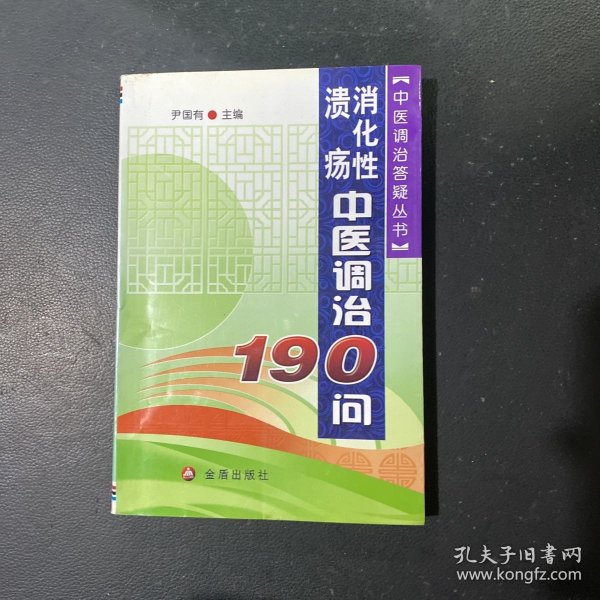 【中医调治答疑丛书】
消化性
溃疡
中医调治
190
问
尹国有●主编
金盾出版社
孔夫子旧书网
www.kongfz.com